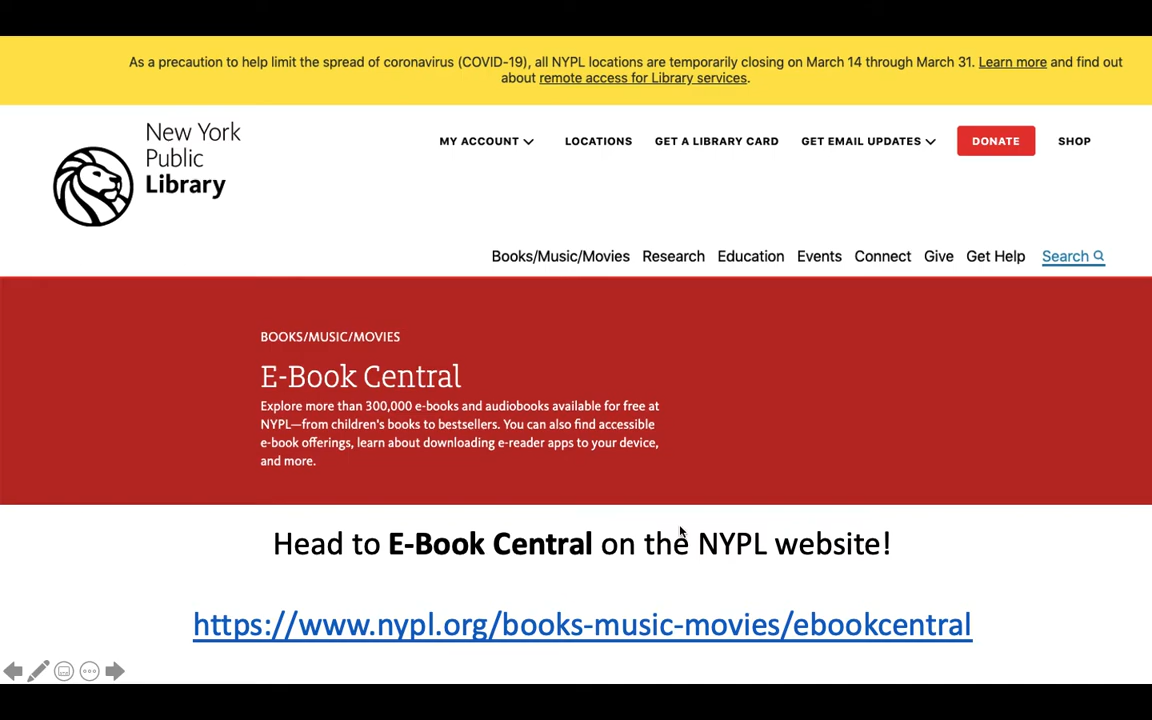 As a precaution to help limit the spread of coronavirus (COVID-19), all NYPL locations are temporarily closing on March 14 through March 31. Learn more and find out
about remote access for Library services.
New York
Public
Library
MY ACCOUNT LOCATIONS GET A LIBRARY CARD GET EMAIL UPDATES DONATE SHOP
Books/Music/Movies Research Education Events Connect Give Get Help Search
BOOKS/MUSIC/MOVIES
E-Book Central
Explore more than 300,000 e-books and audiobooks available for free at
NYPL—from children's books to bestsellers. You can also find accessible
e-book offerings, learn about downloading e-reader apps to your device,
and more.
Head to E-Book Central on the NYPL website!
https://www.nypl.org/books-music-movies/ebookcentral